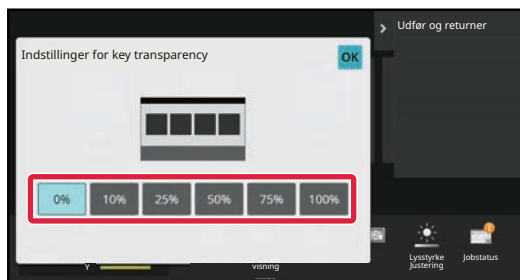 Udfør og returner
Indstillinger for key transparency
OK
0%
10%
25%
50%
75%
100%
Y
visning
Lysstyrke
Justering
Jobstatus